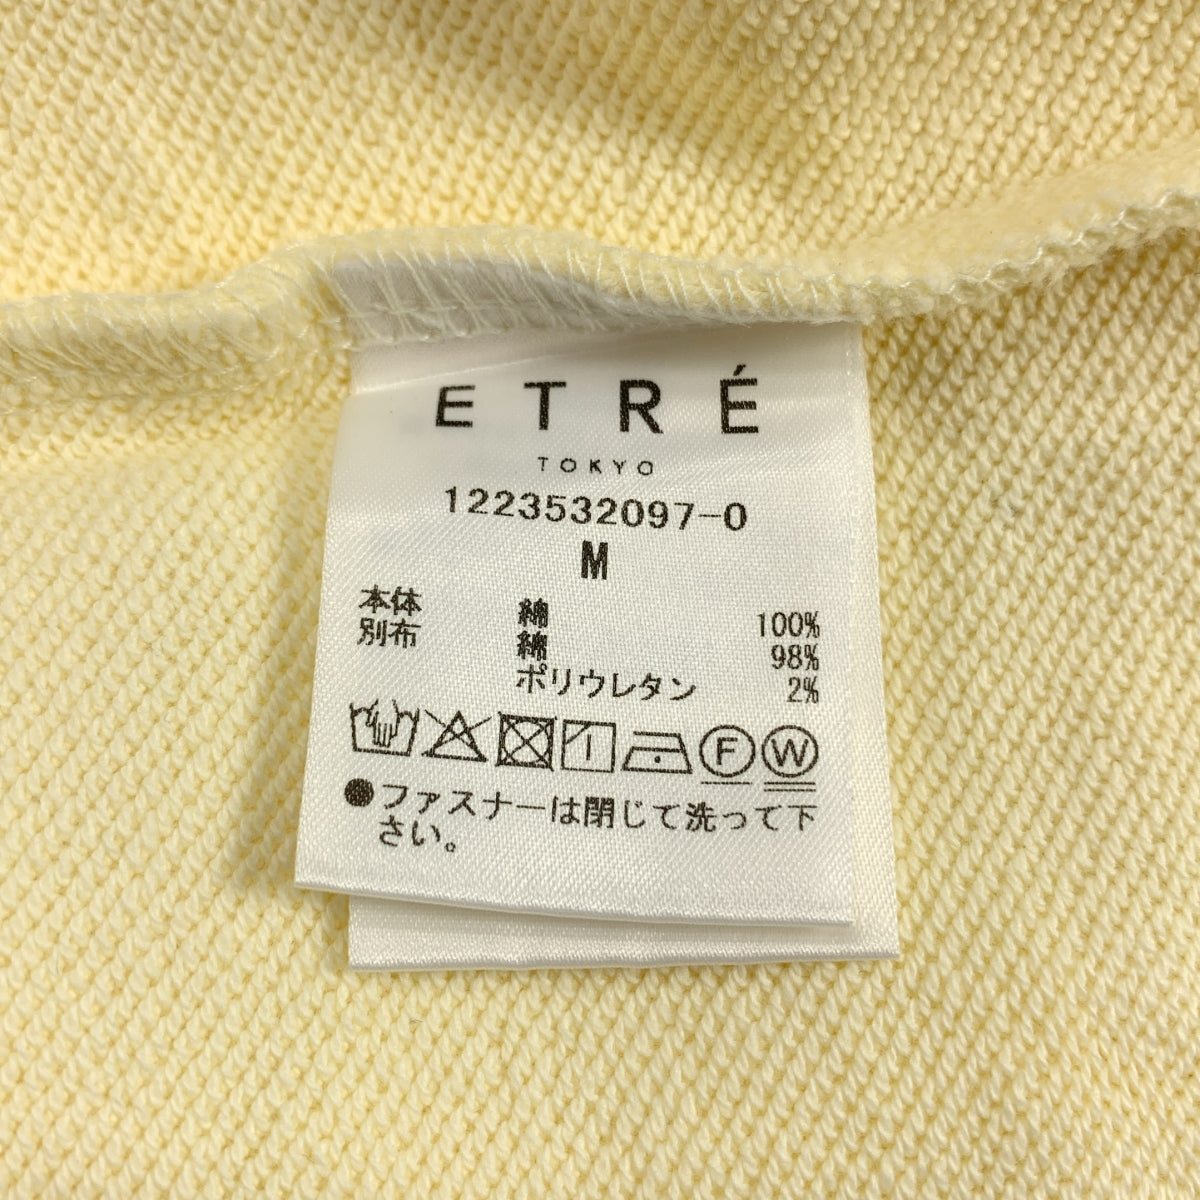 ETRÉ
TOKYO
1223532097-0
M
本体 綿 100%
別布 綿 98%
ポリウレタン 2%
F W
●ファスナーは閉じて洗って下
さい。